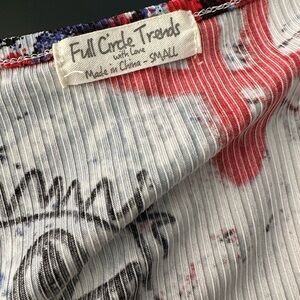 Full Circle Trends
with Love
Made in China - SMALL